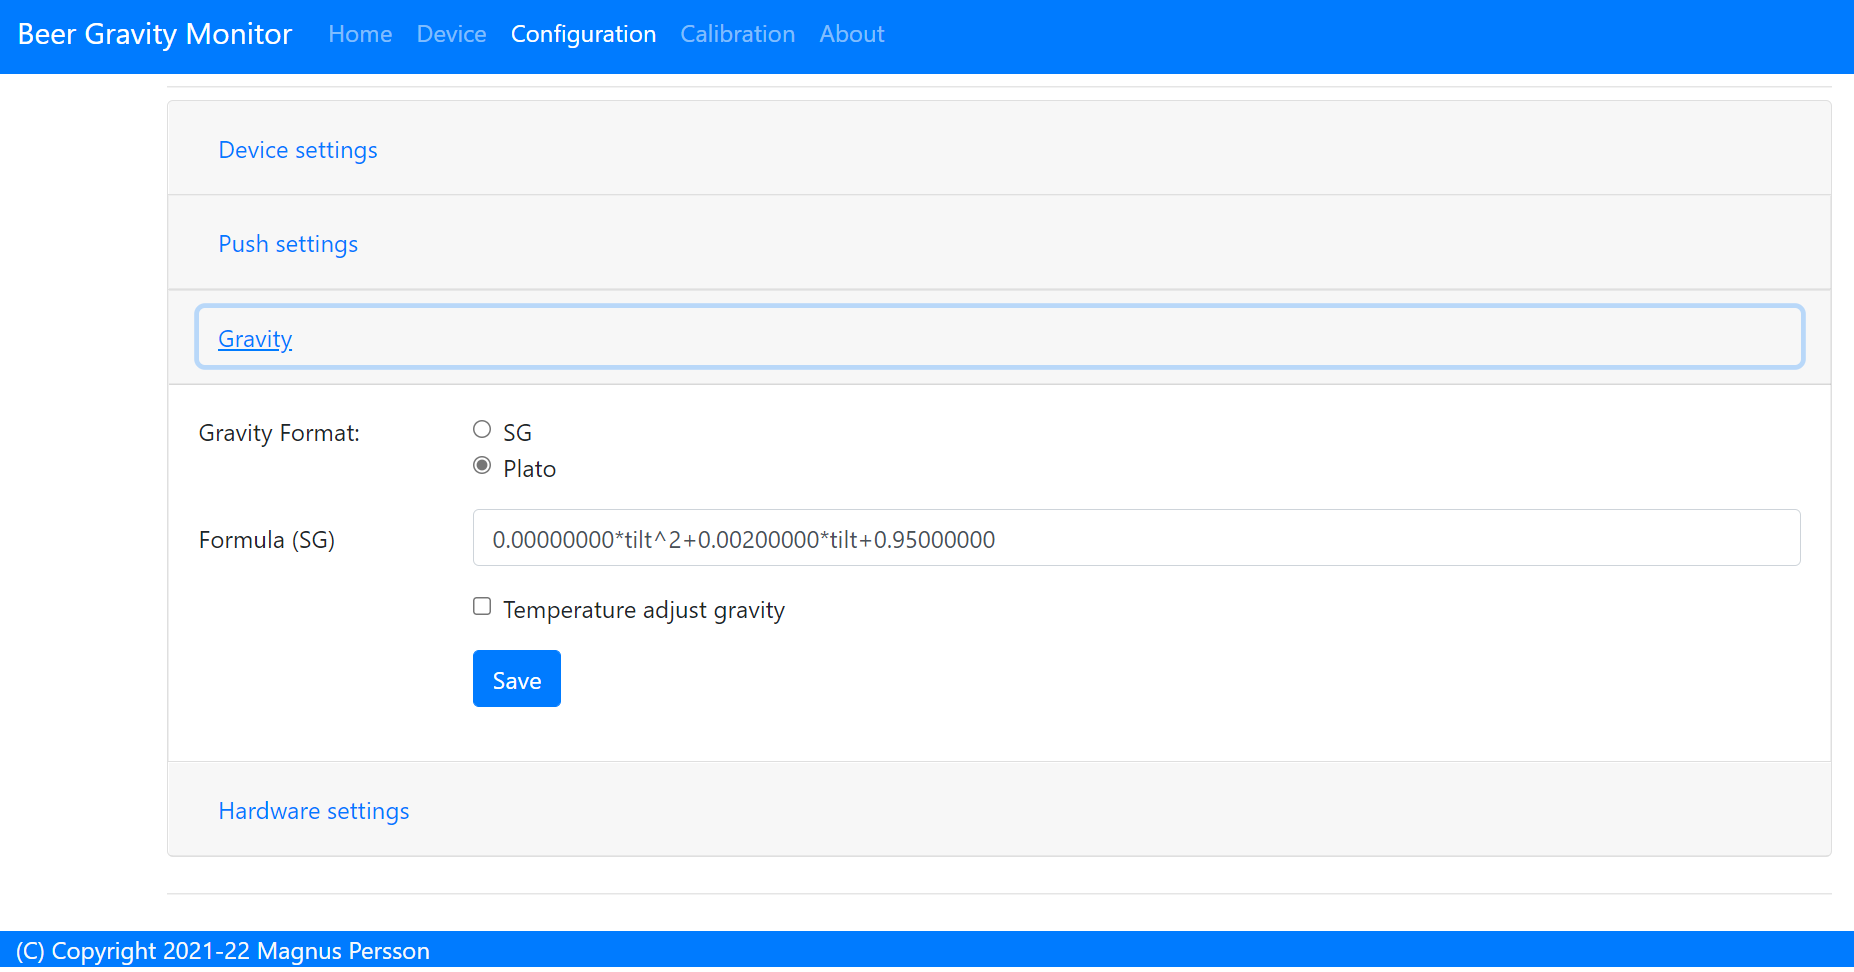 Beer Gravity Monitor Home Device Configuration Calibration About
Device settings
Push settings
Gravity
Gravity Format: SG
Plato
Formula (SG) 0.00000000*tilt^2+0.00200000*tilt+0.95000000
Temperature adjust gravity
Save
Hardware settings
(C) Copyright 2021-22 Magnus Persson